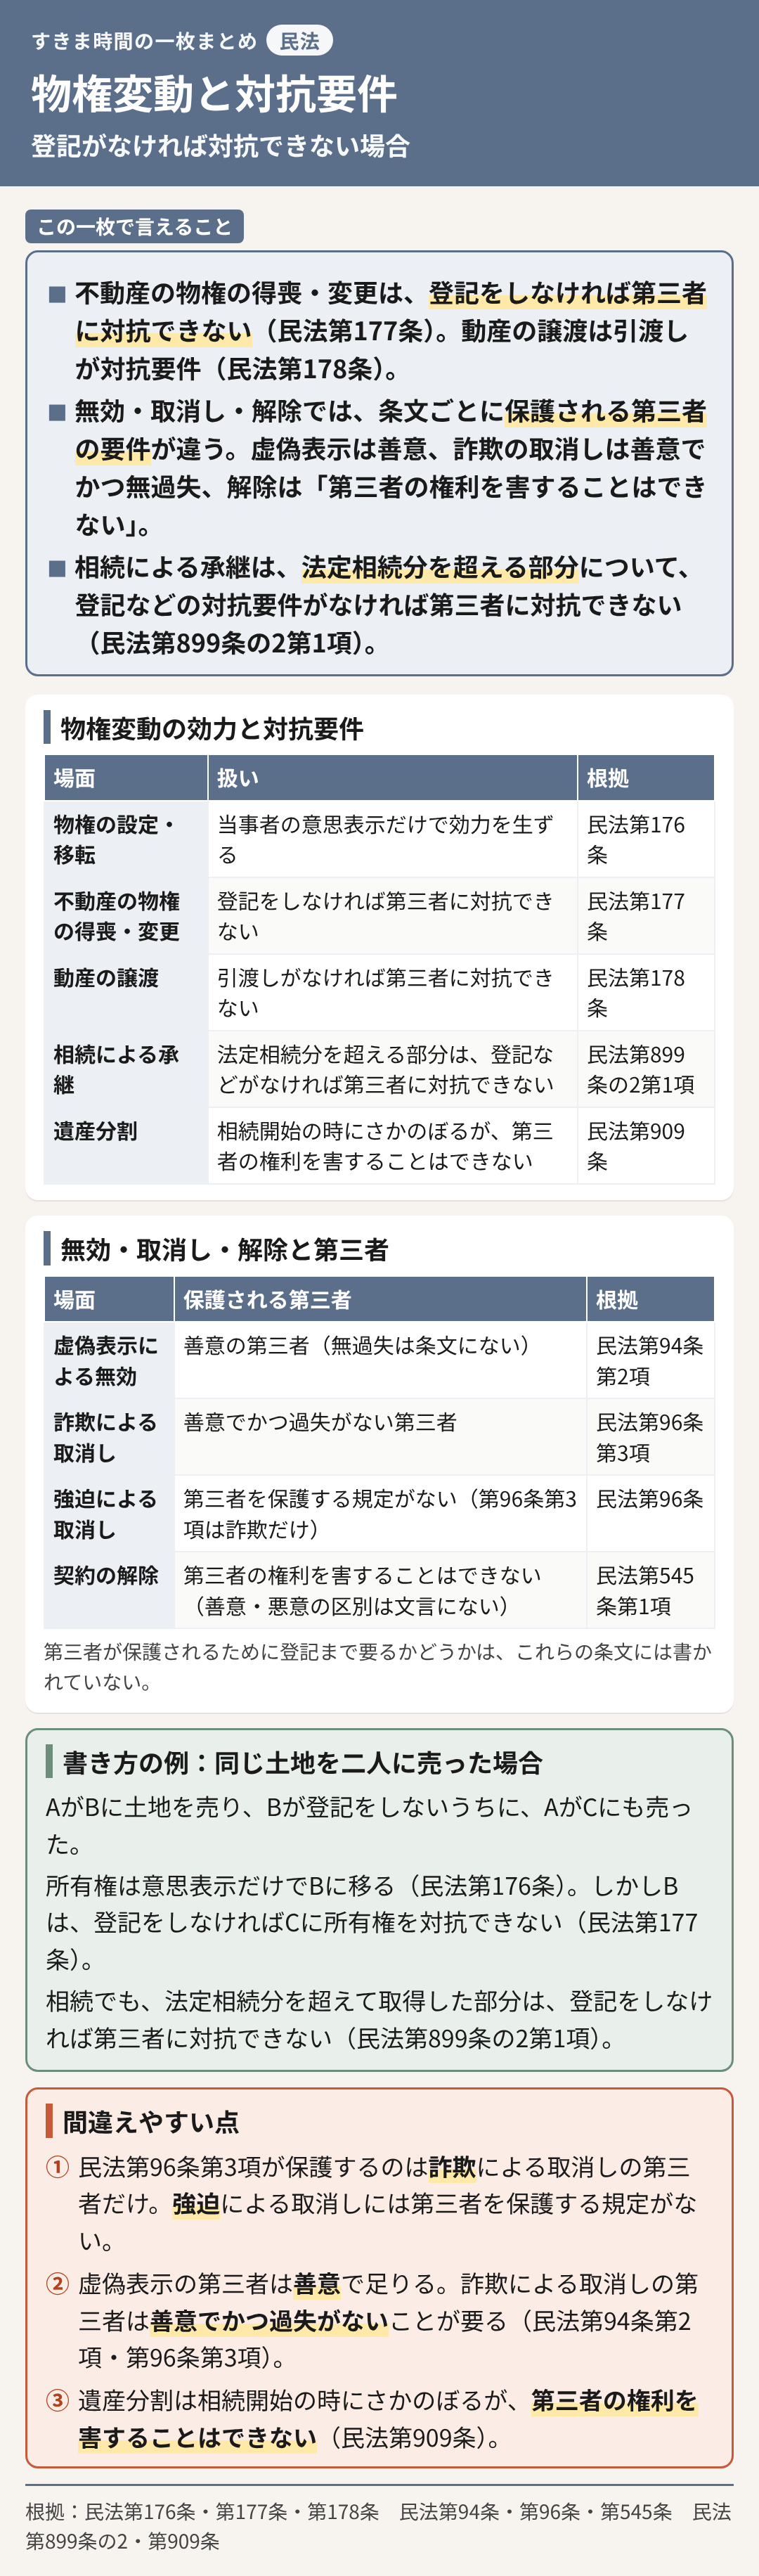 すきま時間の一枚まとめ 民法
物権変動と対抗要件
登記がなければ対抗できない場合
この一枚で言えること
■ 不動産の物権の得喪・変更は、登記をしなければ第三者
に対抗できない（民法第177条）。動産の譲渡は引渡し
が対抗要件（民法第178条）。
■ 無効・取消し・解除では、条文ごとに保護される第三者
の要件が違う。虚偽表示は善意、詐欺の取消しは善意で
かつ無過失、解除は「第三者の権利を害することはでき
ない」。
■ 相続による承継は、法定相続分を超える部分について、
登記などの対抗要件がなければ第三者に対抗できない
（民法第899条の2第1項）。
物権変動の効力と対抗要件
場面 扱い 根拠
物権の設定・ 当事者の意思表示だけで効力を生ず 民法第176
移転 る 条
不動産の物権 登記をしなければ第三者に対抗でき 民法第177
の得喪・変更 ない 条
動産の譲渡 引渡しがなければ第三者に対抗でき 民法第178
ない 条
相続による承 法定相続分を超える部分は、登記な 民法第899
継 どがなければ第三者に対抗できない 条の2第1項
遺産分割 相続開始の時にさかのぼるが、第三 民法第909
者の権利を害することはできない 条
無効・取消し・解除と第三者
場面 保護される第三者 根拠
虚偽表示に 善意の第三者（無過失は条文にない） 民法第94条
よる無効 第2項
詐欺による 善意でかつ過失がない第三者 民法第96条
取消し 第3項
強迫による 第三者を保護する規定がない（第96条第3 民法第96条
取消し 項は詐欺だけ）
契約の解除 第三者の権利を害することはできない 民法第545
（善意・悪意の区別は文言にない） 条第1項
第三者が保護されるために登記まで要るかどうかは、これらの条文には書か
れていない。
書き方の例：同じ土地を二人に売った場合
AがBに土地を売り、Bが登記をしないうちに、AがCにも売っ
た。
所有権は意思表示だけでBに移る（民法第176条）。しかしB
は、登記をしなければCに所有権を対抗できない（民法第177
条）。
相続でも、法定相続分を超えて取得した部分は、登記をしなけ
れば第三者に対抗できない（民法第899条の2第1項）。
間違えやすい点
① 民法第96条第3項が保護するのは詐欺による取消しの第三
者だけ。強迫による取消しには第三者を保護する規定がな
い。
② 虚偽表示の第三者は善意で足りる。詐欺による取消しの第
三者は善意でかつ過失がないことが要る（民法第94条第2
項・第96条第3項）。
③ 遺産分割は相続開始の時にさかのぼるが、第三者の権利を
害することはできない（民法第909条）。
根拠：民法第176条・第177条・第178条　民法第94条・第96条・第545条　民法
第899条の2・第909条